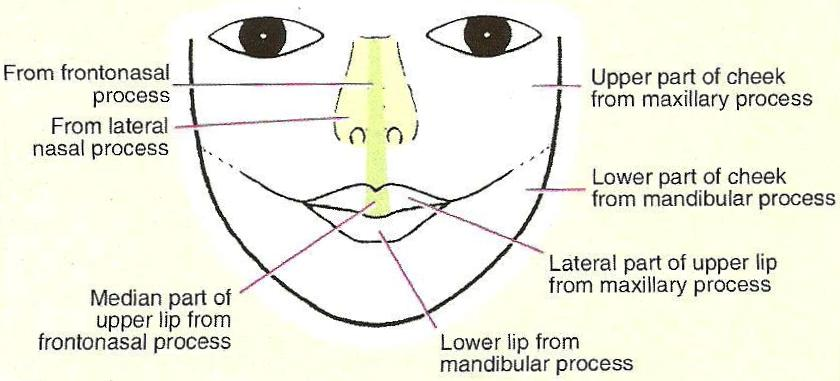 From frontonasal
process
From lateral
nasal process
Upper part of cheek
from maxillary process
Lower part of cheek
from mandibular process
Lateral part of upper lip
from maxillary process
Median part of
upper lip from
frontonasal process
Lower lip from
mandibular process